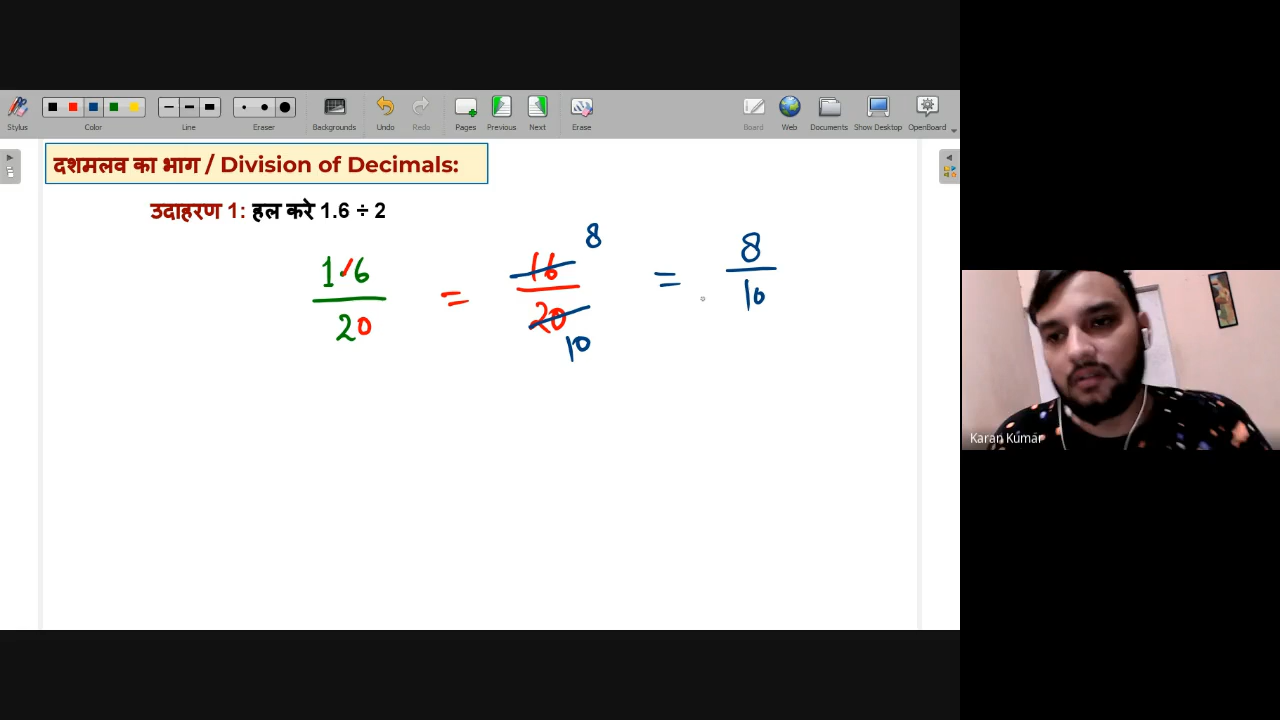 Stylus Color Line Eraser Backgrounds Undo Redo Pages Previous Next Erase Board Web Documents Show Desktop OpenBoard
दशमलव का भाग / Division of Decimals:
उदाहरण 1: हल करे 1.6 ÷ 2
1.6 / 20 = 16 / 20 = 8 / 10
8
10
Karan Kumar